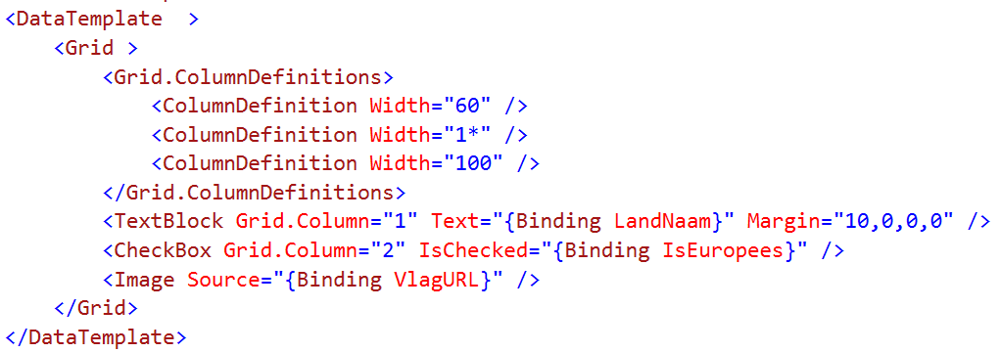 <DataTemplate  >
    <Grid >
        <Grid.ColumnDefinitions>
            <ColumnDefinition Width="60" />
            <ColumnDefinition Width="1*" />
            <ColumnDefinition Width="100" />
        </Grid.ColumnDefinitions>
        <TextBlock Grid.Column="1" Text="{Binding LandNaam}" Margin="10,0,0,0" />
        <CheckBox Grid.Column="2" IsChecked="{Binding IsEuropees}" />
        <Image Source="{Binding VlagURL}" />
    </Grid>
</DataTemplate>